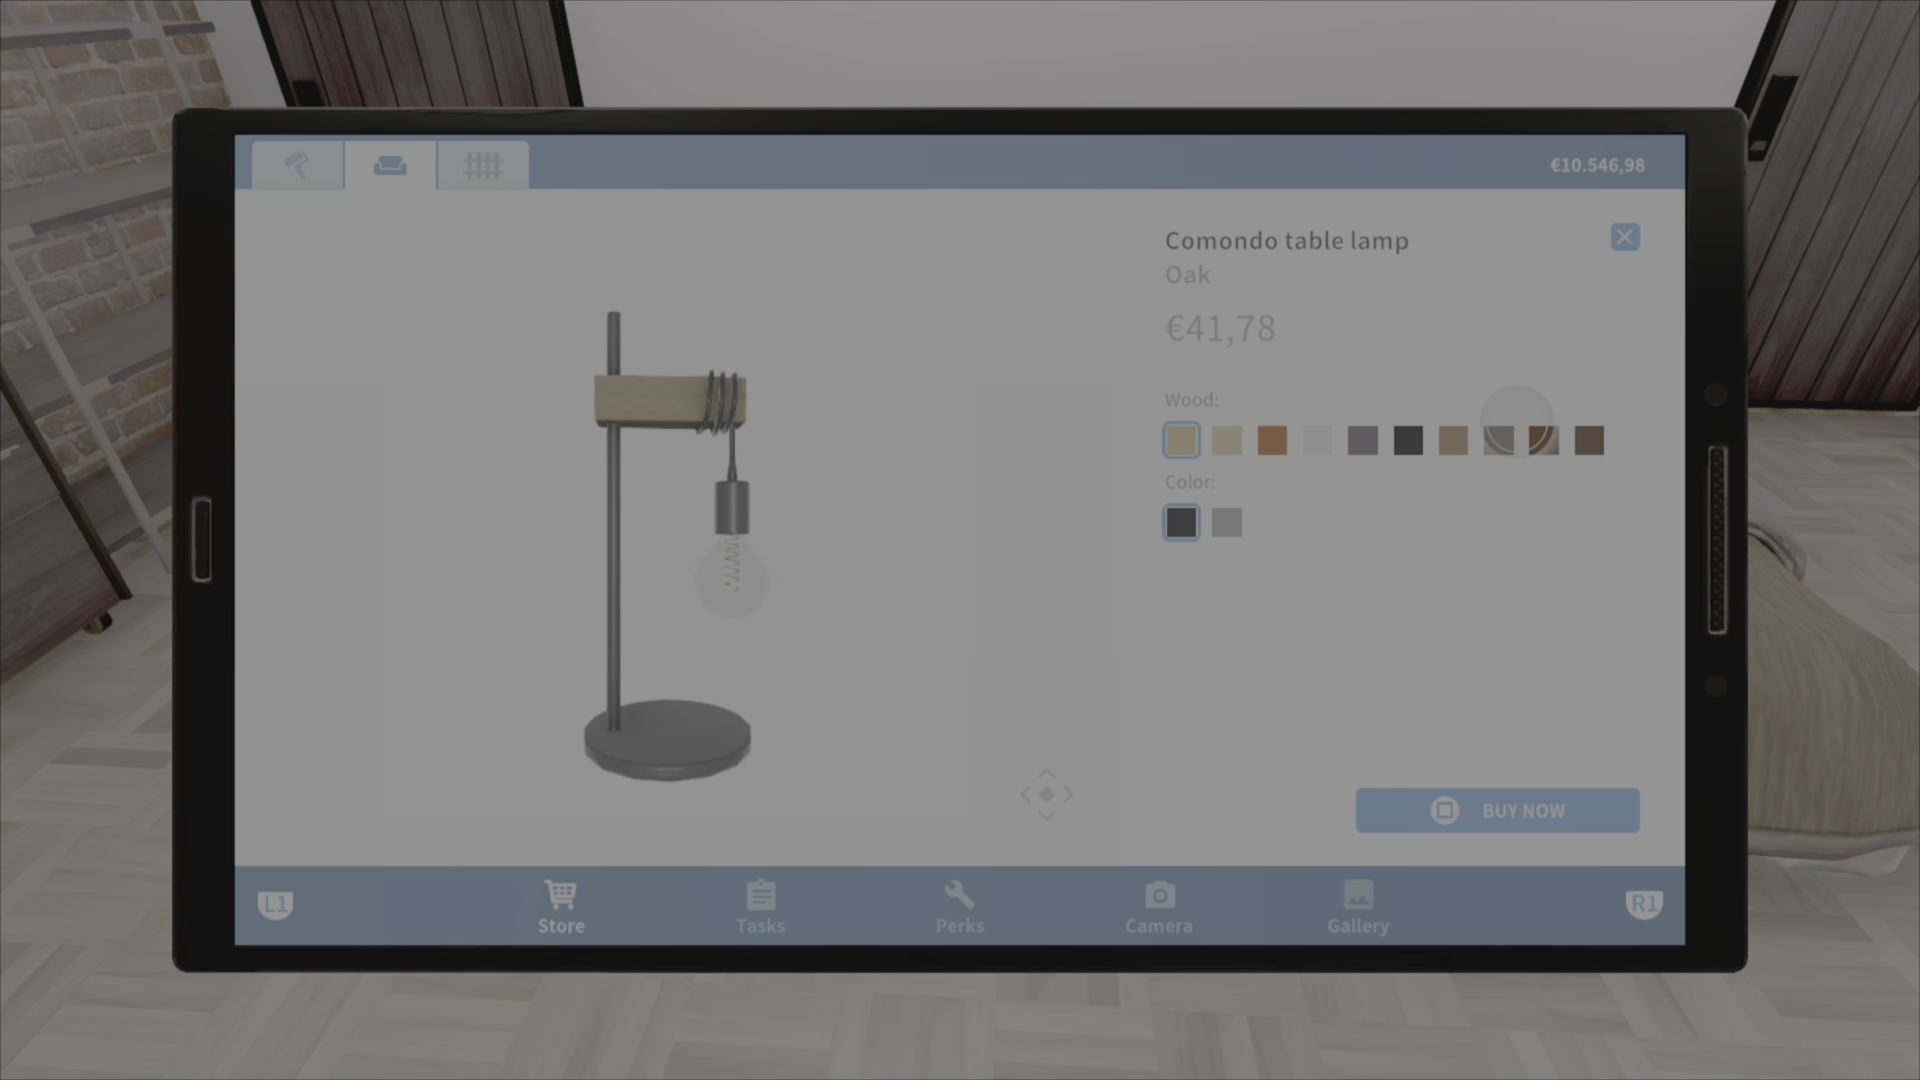 €10.546,98
Comondo table lamp
Oak
€41,78
Wood:
Color:
BUY NOW
L1
Store
Tasks
Perks
Camera
Gallery
R1